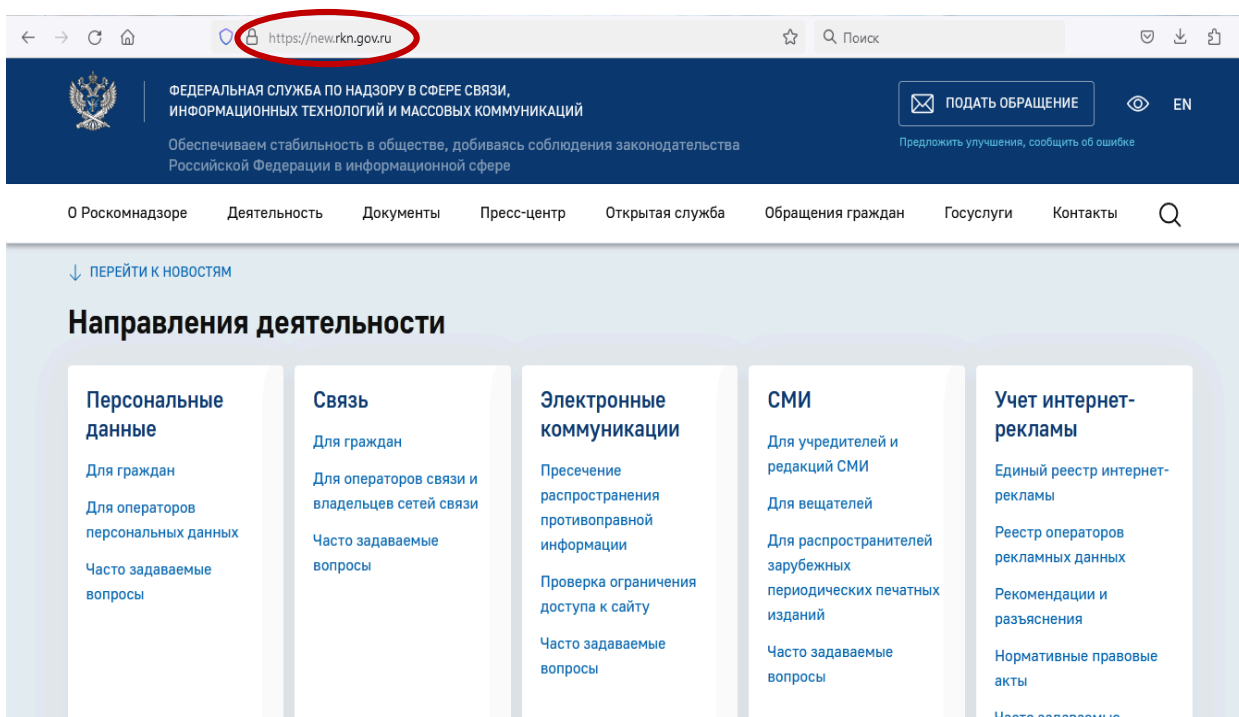 https://new.rkn.gov.ru
Поиск
ФЕДЕРАЛЬНАЯ СЛУЖБА ПО НАДЗОРУ В СФЕРЕ СВЯЗИ,
ИНФОРМАЦИОННЫХ ТЕХНОЛОГИЙ И МАССОВЫХ КОММУНИКАЦИЙ
Обеспечиваем стабильность в обществе, добиваясь соблюдения законодательства
Российской Федерации в информационной сфере
ПОДАТЬ ОБРАЩЕНИЕ
EN
Предложить улучшения, сообщить об ошибке
О Роскомнадзоре
Деятельность
Документы
Пресс-центр
Открытая служба
Обращения граждан
Госуслуги
Контакты
ПЕРЕЙТИ К НОВОСТЯМ
Направления деятельности
Персональные
данные
Для граждан
Для операторов
персональных данных
Часто задаваемые
вопросы
Связь
Для граждан
Для операторов связи и
владельцев сетей связи
Часто задаваемые
вопросы
Электронные
коммуникации
Пресечение
распространения
противоправной
информации
Проверка ограничения
доступа к сайту
Часто задаваемые
вопросы
СМИ
Для учредителей и
редакций СМИ
Для вещателей
Для распространителей
зарубежных
периодических печатных
изданий
Часто задаваемые
вопросы
Учет интернет-
рекламы
Единый реестр интернет-
рекламы
Реестр операторов
рекламных данных
Рекомендации и
разъяснения
Нормативные правовые
акты
Часто задаваемые